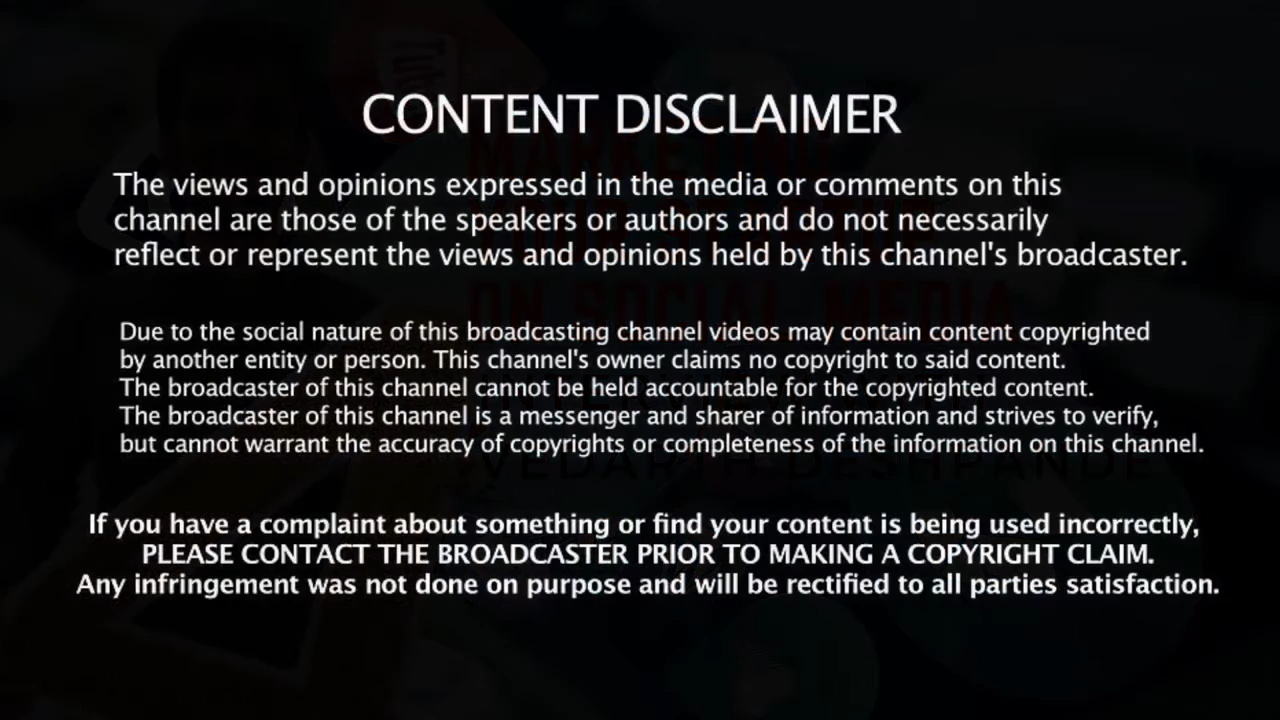 CONTENT DISCLAIMER
The views and opinions expressed in the media or comments on this
channel are those of the speakers or authors and do not necessarily
reflect or represent the views and opinions held by this channel's broadcaster.
Due to the social nature of this broadcasting channel videos may contain content copyrighted
by another entity or person. This channel's owner claims no copyright to said content.
The broadcaster of this channel cannot be held accountable for the copyrighted content.
The broadcaster of this channel is a messenger and sharer of information and strives to verify,
but cannot warrant the accuracy of copyrights or completeness of the information on this channel.
If you have a complaint about something or find your content is being used incorrectly,
PLEASE CONTACT THE BROADCASTER PRIOR TO MAKING A COPYRIGHT CLAIM.
Any infringement was not done on purpose and will be rectified to all parties satisfaction.